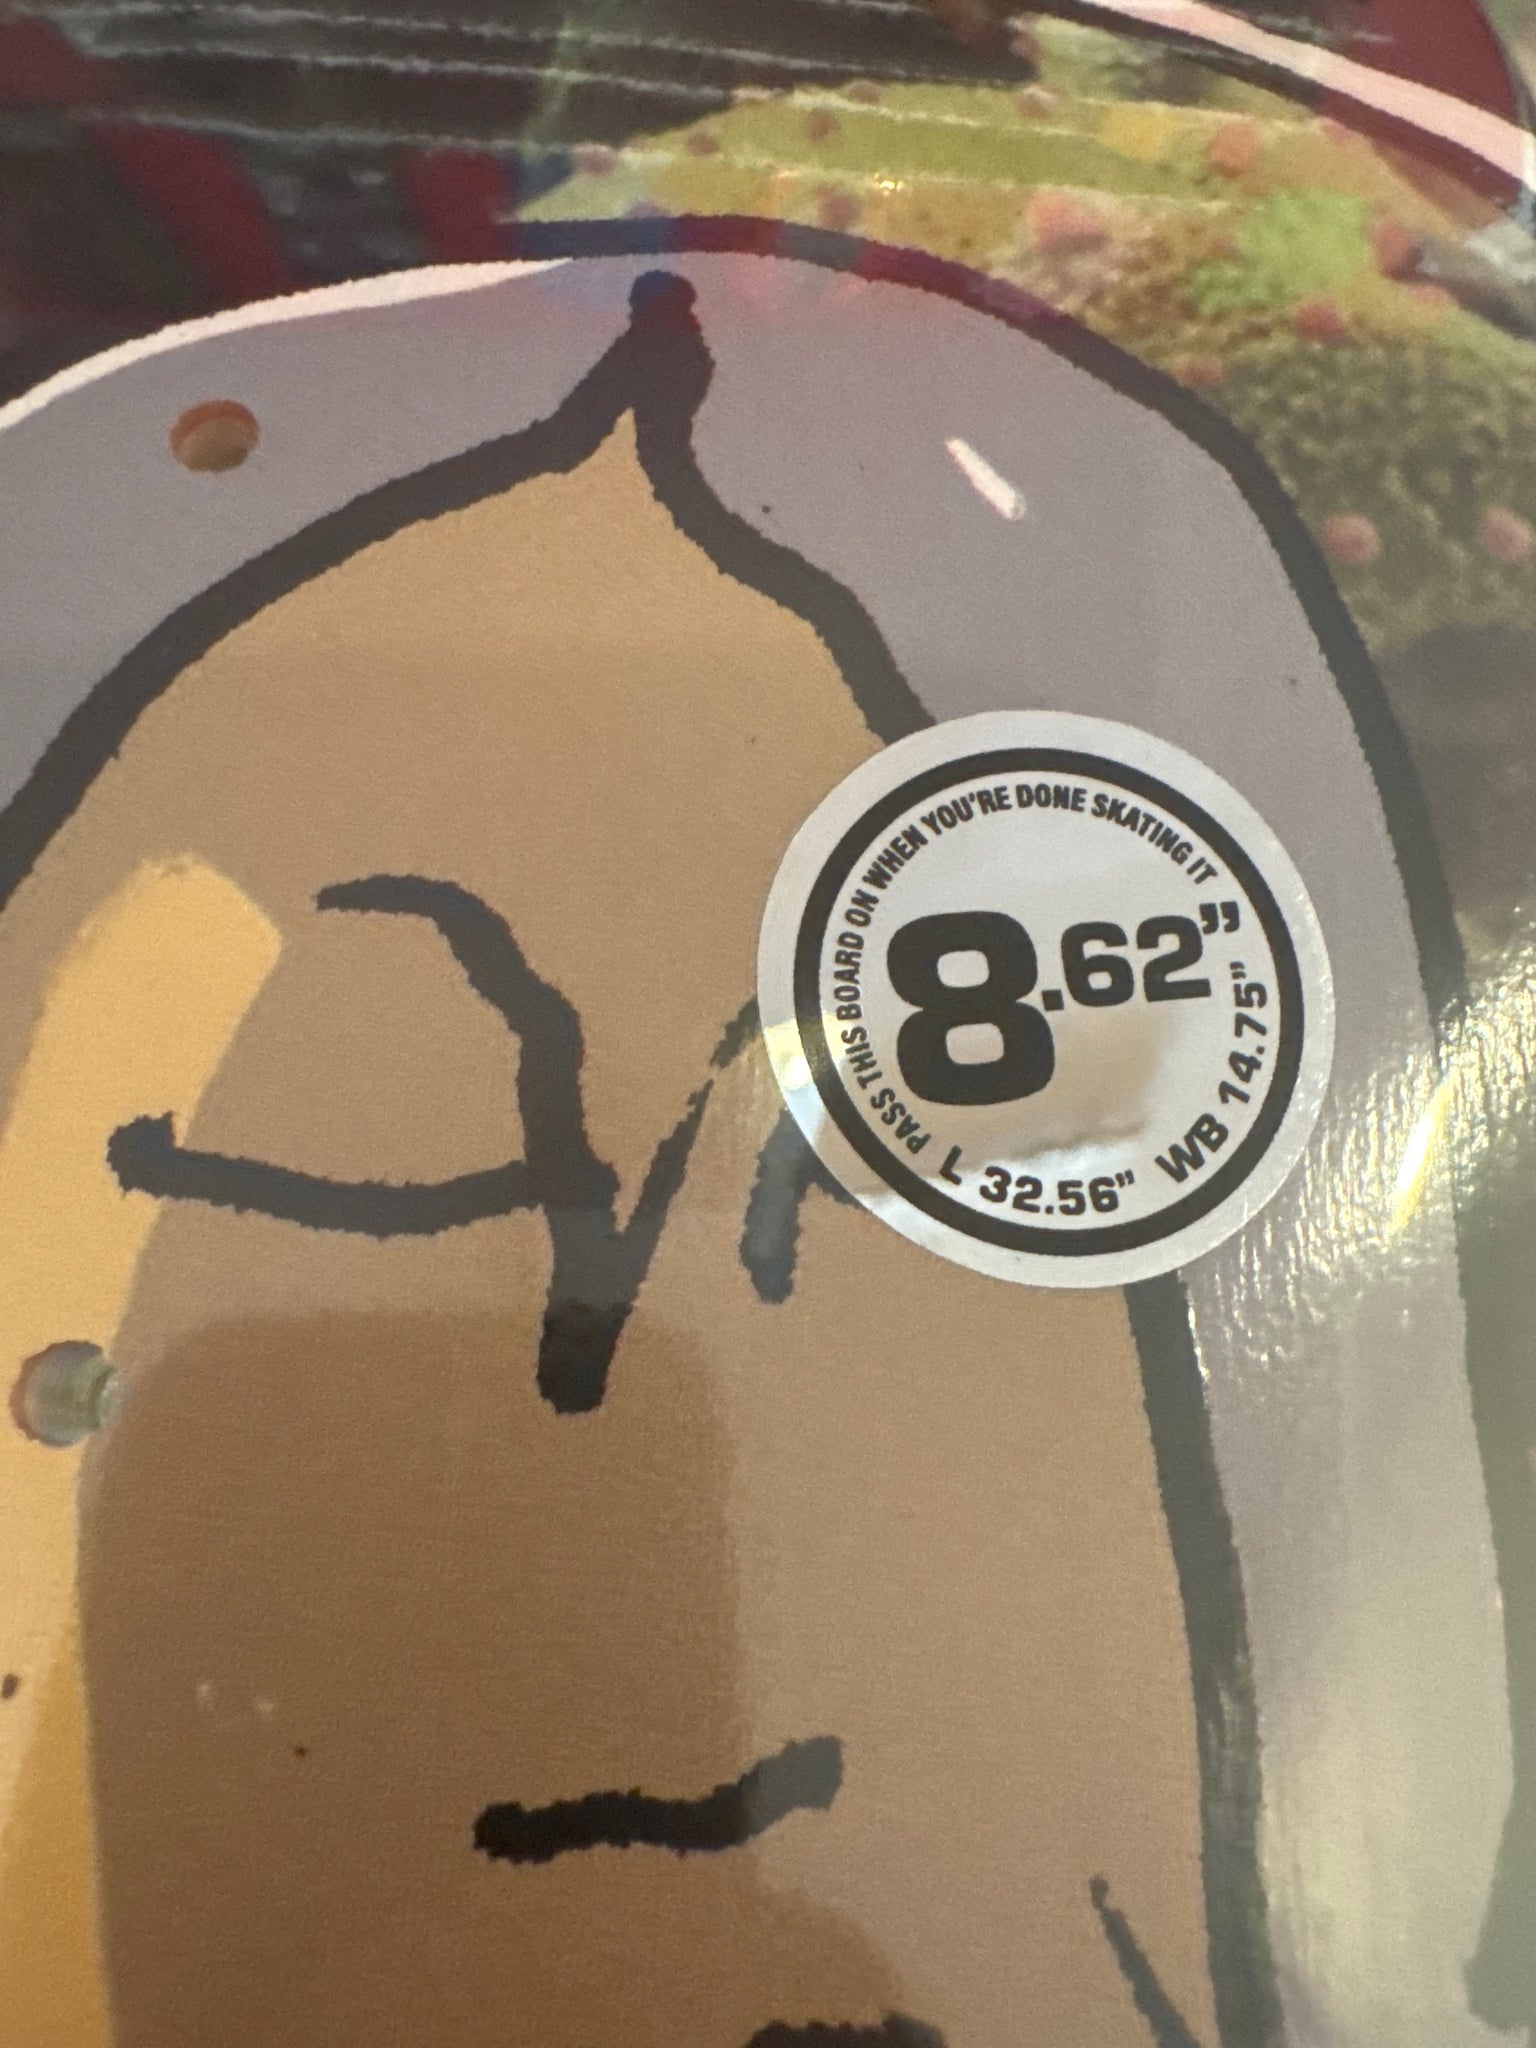 PASS THIS BOARD ON WHEN YOU'RE DONE SKATING IT
8.62”
L 32.56” WB 14.75”